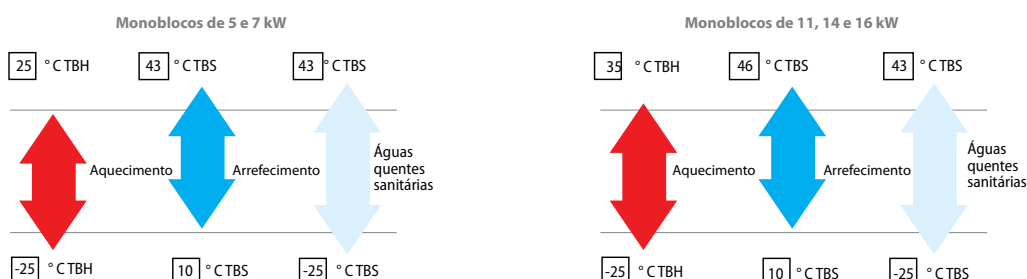 Monoblocos de 5 e 7 kW
25 °C TBH
43 °C TBS
43 °C TBS
Aquecimento
Arrefecimento
Águas
quentes
sanitárias
-25 °C TBH
10 °C TBS
-25 °C TBS
Monoblocos de 11, 14 e 16 kW
35 °C TBH
46 °C TBS
43 °C TBS
Aquecimento
Arrefecimento
Águas
quentes
sanitárias
-25 °C TBH
10 °C TBS
-25 °C TBS